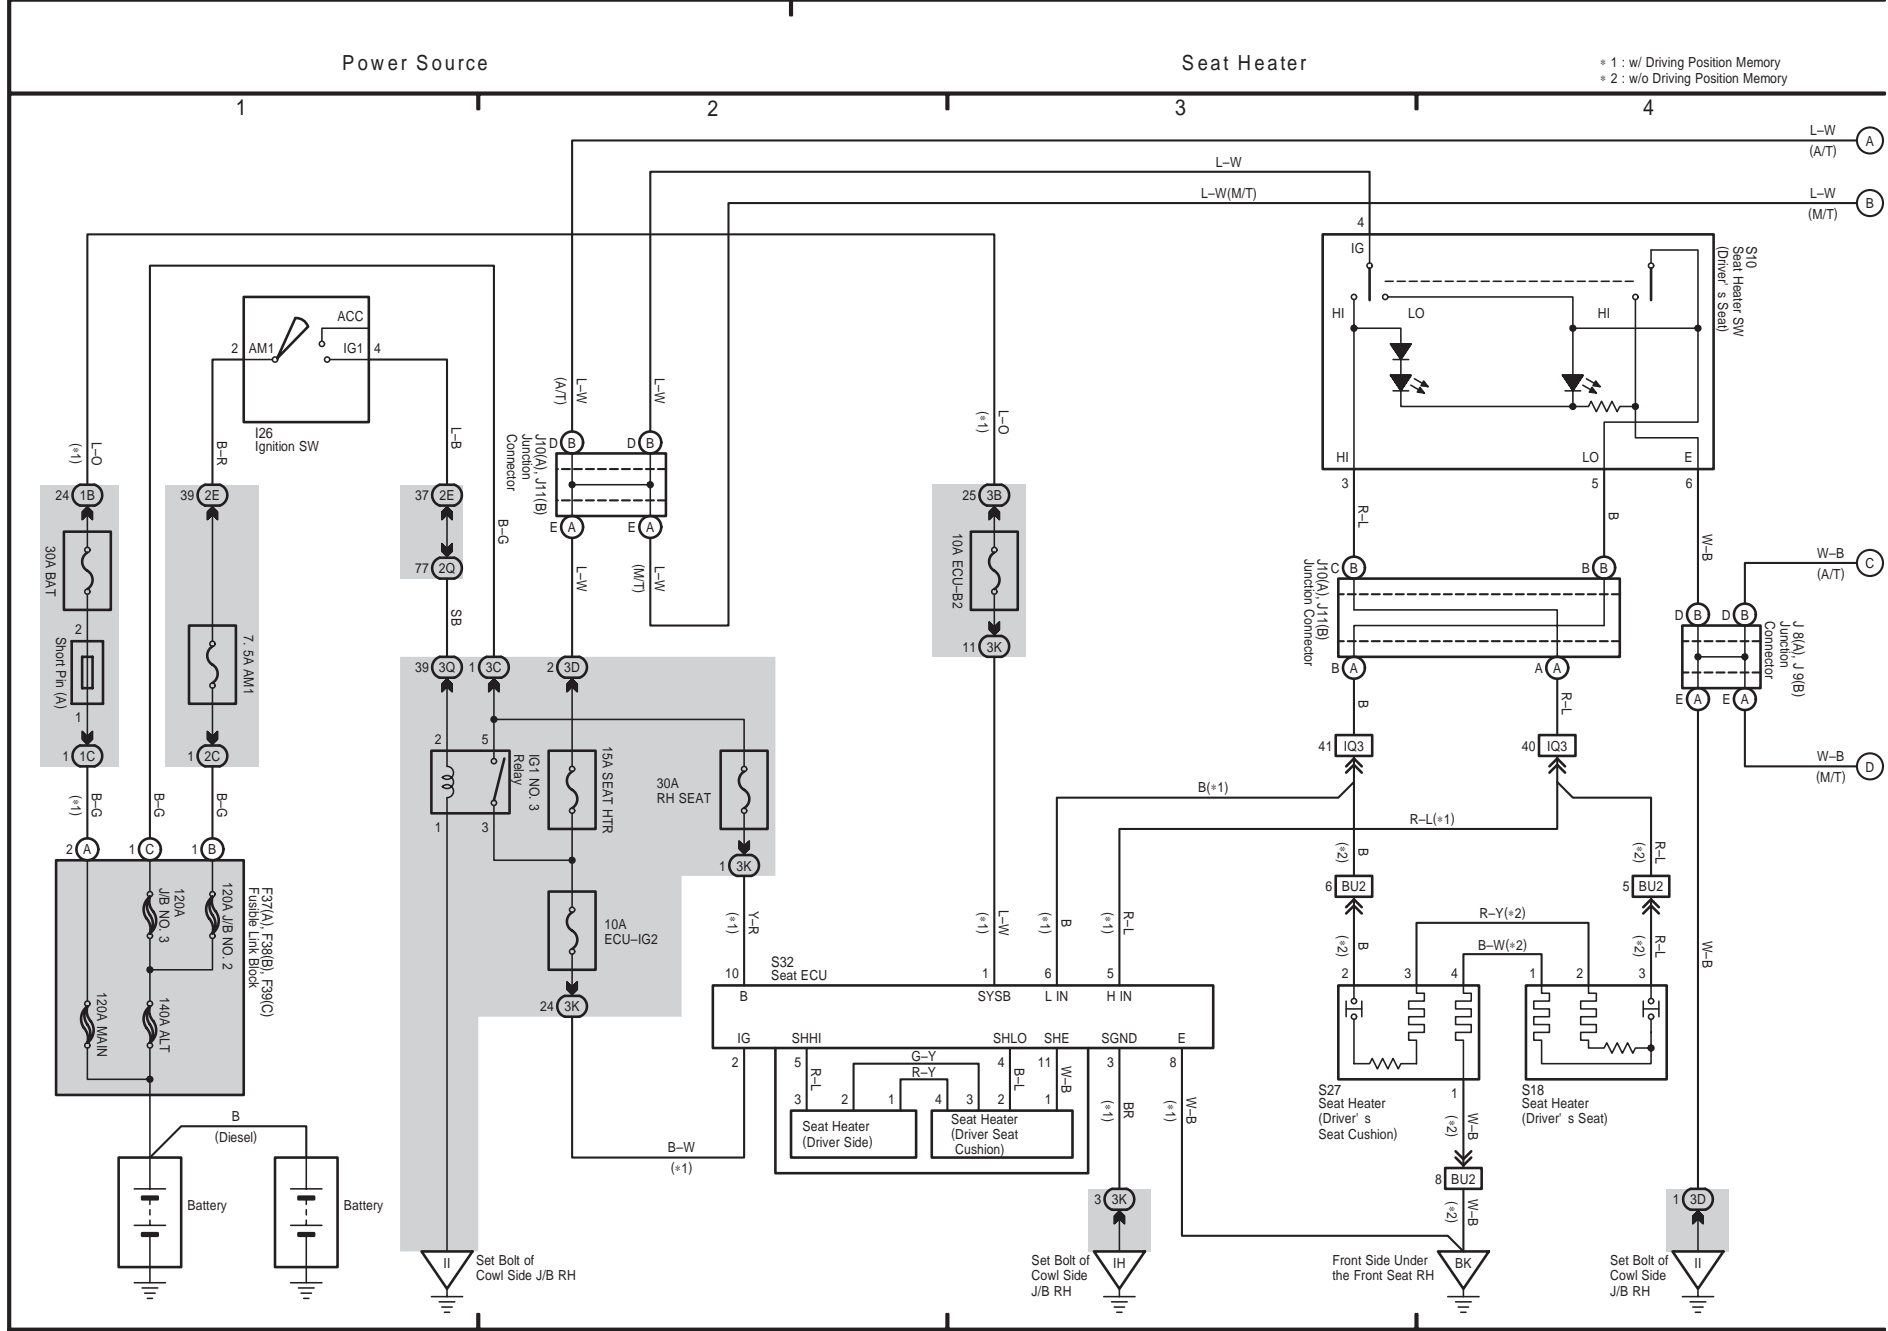 Power Source
Seat Heater
* 1 : w/ Driving Position Memory
* 2 : w/o Driving Position Memory
1
2
3
4
L–W
(A/T)
A
L–W
L–W(M/T)
L–W
(M/T)
B
4
IG
HI
LO
HI
HI
LO
E
3
5
6
S10
Seat Heater SW
(Driver' s Seat)
ACC
2
AM1
IG1
4
I26
Ignition SW
L–O
(*1)
B–R
L–B
B–G
L–W
(A/T)
L–W
L–O
(*1)
D
B
D
B
J10(A), J11(B)
Junction
Connector
E
A
E
A
L–W
L–W
(M/T)
24
1B
39
2E
37
2E
77
2Q
25
3B
30A BAT
2
Short Pin (A)
1
7. 5A AM1
10A ECU–B2
11
3K
SB
1
1C
1
2C
B–G
(*1)
B–G
B–G
39
3Q
1
3C
2
3D
2
5
1
3
IG1 NO. 3
Relay
15A SEAT HTR
30A
RH SEAT
1
3K
10A
ECU–IG2
24
3K
Y–R
(*1)
L–W
(*1)
B
(*1)
R–L
(*1)
2
A
1
C
1
B
120A
J/B NO. 3
120A J/B NO. 2
120A MAIN
140A ALT
F37(A), F38(B), F39(C)
Fusible Link Block
B
(Diesel)
Battery
Battery
R–L
B
W–B
C
B
B
B
J10(A), J11(B)
Junction Connector
B
A
A
A
B
R–L
41
IQ3
40
IQ3
B(*1)
R–L(*1)
W–B
(A/T)
C
D
B
D
B
J 8(A), J 9(B)
Junction
Connector
E
A
E
A
W–B
(M/T)
D
B
(*2)
R–L
(*2)
6
BU2
5
BU2
B
(*2)
R–L
(*2)
R–Y(*2)
B–W(*2)
W–B
2
3
4
1
2
3
S32
Seat ECU
10
1
6
5
B
SYSB
L IN
H IN
IG
SHHI
SHLO
SHE
SGND
E
2
5
4
11
3
8
R–L
G–Y
R–Y
B–L
W–B
BR
(*1)
W–B
(*1)
3
2
1
4
3
2
1
Seat Heater
(Driver Side)
Seat Heater
(Driver Seat
Cushion)
B–W
(*1)
S27
Seat Heater
(Driver' s
Seat Cushion)
1
S18
Seat Heater
(Driver' s Seat)
W–B
(*2)
8
BU2
W–B
(*2)
3
3K
1
3D
II
Set Bolt of
Cowl Side J/B RH
Set Bolt of
Cowl Side
J/B RH
IH
Front Side Under
the Front Seat RH
BK
Set Bolt of
Cowl Side
J/B RH
II